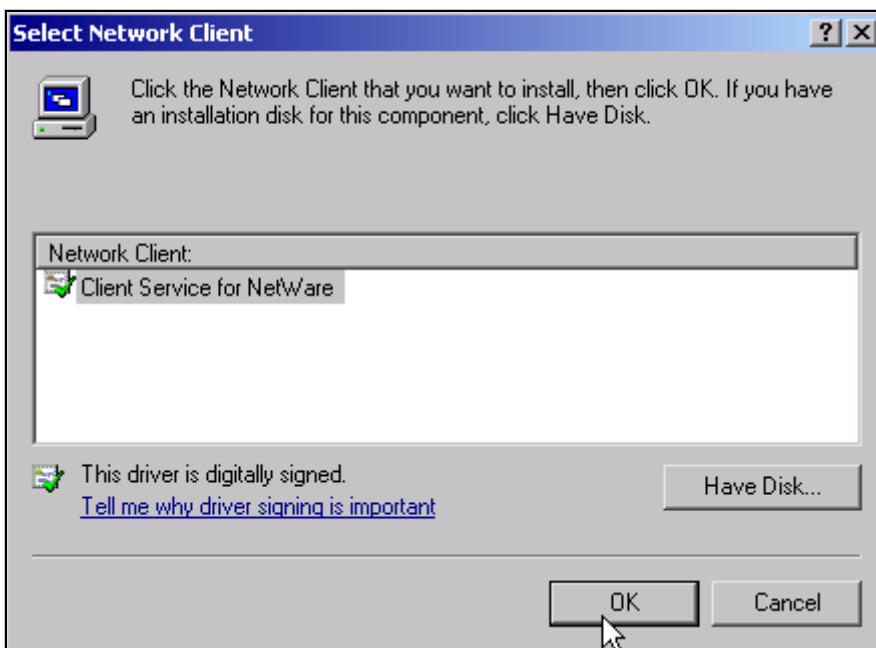 Select Network Client
Click the Network Client that you want to install, then click OK. If you have
an installation disk for this component, click Have Disk.
Network Client:
Client Service for NetWare
This driver is digitally signed.
Tell me why driver signing is important
Have Disk...
OK
Cancel